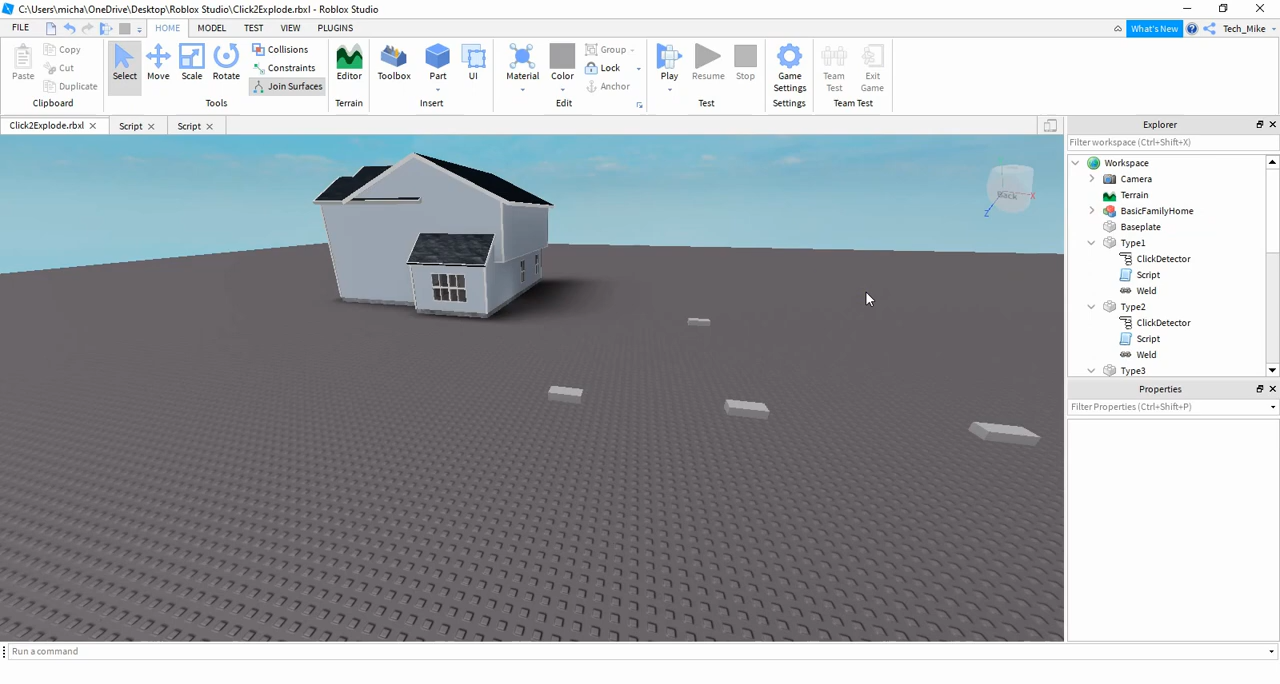 C:\Users\micha\OneDrive\Desktop\Roblox Studio\Click2Explode.rbxl - Roblox Studio
FILE HOME MODEL TEST VIEW PLUGINS What's New Tech_Mike
Paste Copy Cut Duplicate Clipboard
Select Move Scale Rotate Collisions Constraints Join Surfaces Tools
Editor Terrain
Toolbox Part UI Insert
Material Color Group Lock Anchor Edit
Play Resume Stop Test
Game Settings Settings
Team Test Exit Game Team Test
Click2Explode.rbxl Script Script
Back X Z
Explorer
Filter workspace (Ctrl+Shift+X)
Workspace
Camera
Terrain
BasicFamilyHome
Baseplate
Type1
ClickDetector
Script
Weld
Type2
ClickDetector
Script
Weld
Type3
Properties
Filter Properties (Ctrl+Shift+P)
Run a command